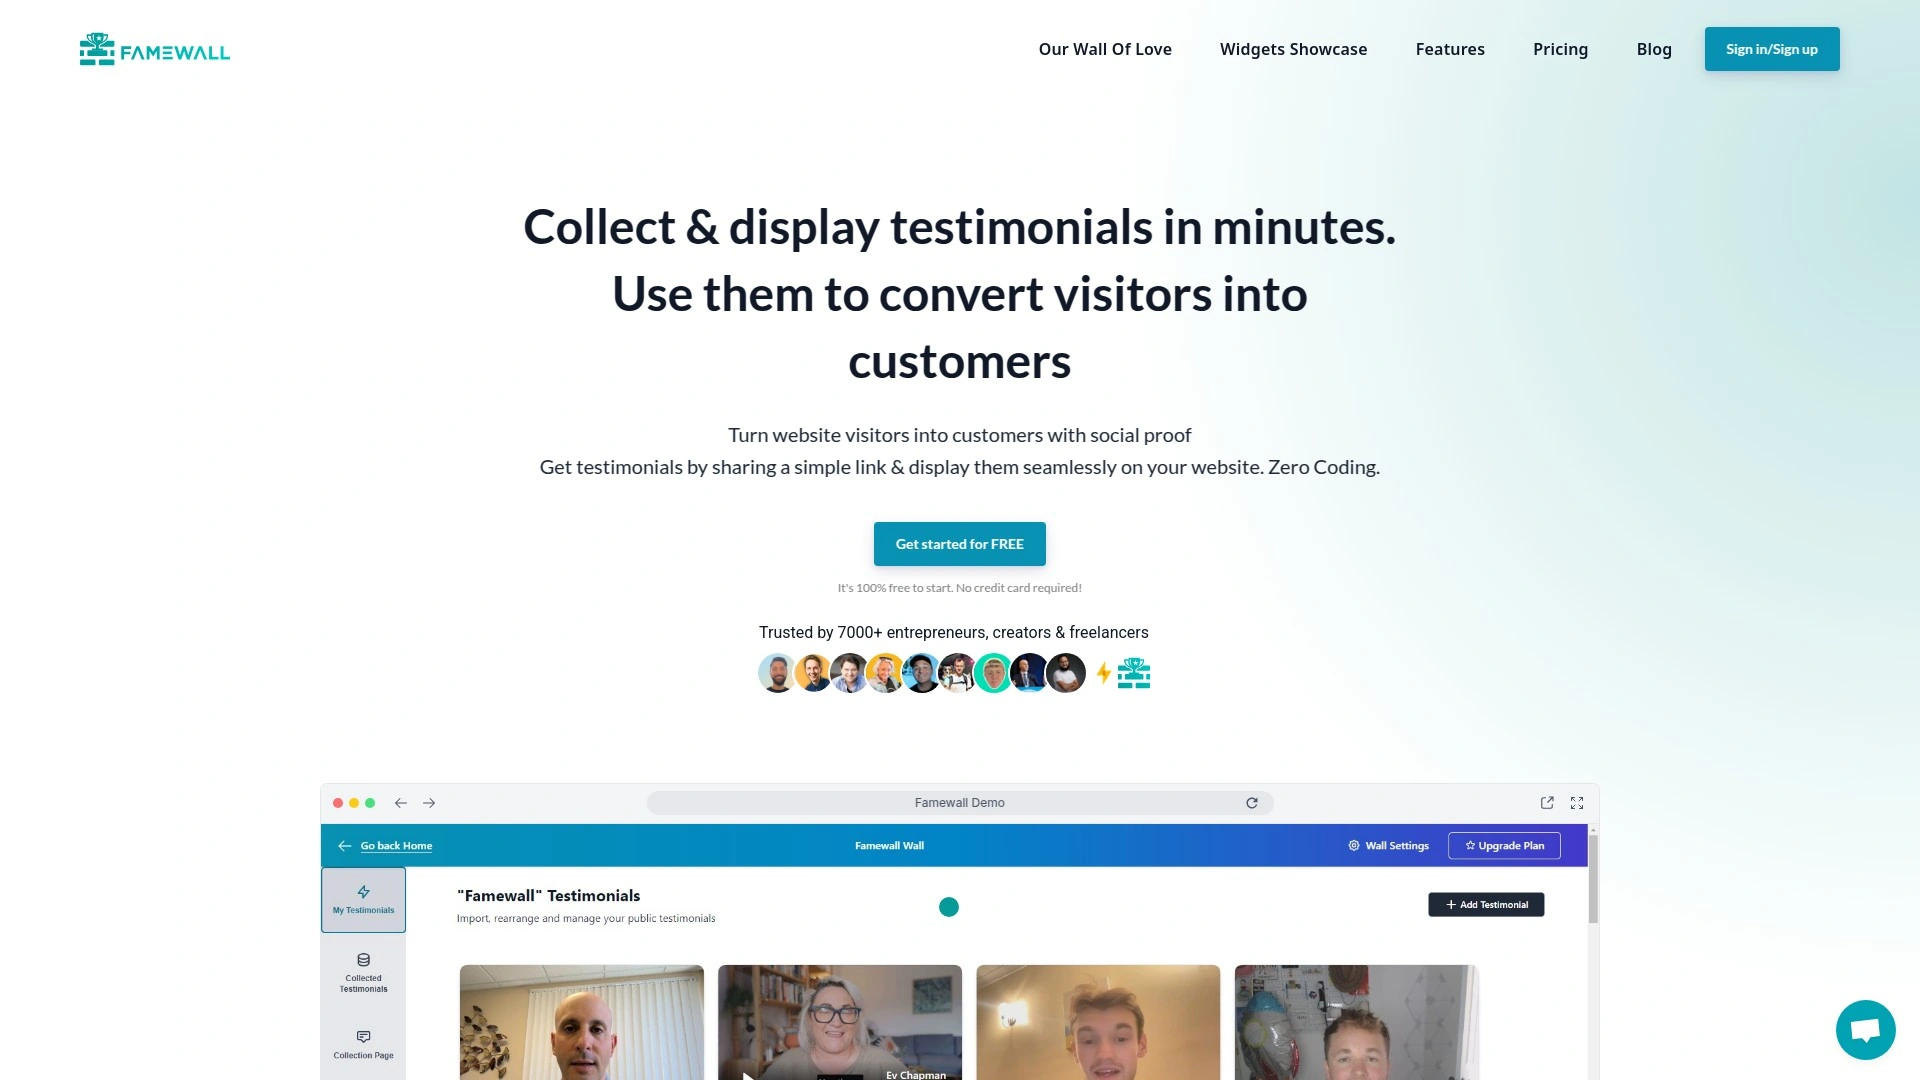 FAMEWALL
Our Wall Of Love
Widgets Showcase
Features
Pricing
Blog
Sign in/Sign up
Collect & display testimonials in minutes.
Use them to convert visitors into
customers
Turn website visitors into customers with social proof
Get testimonials by sharing a simple link & display them seamlessly on your website. Zero Coding.
Get started for FREE
It's 100% free to start. No credit card required!
Trusted by 7000+ entrepreneurs, creators & freelancers
Famewall Demo
Go back Home
Famewall Wall
Wall Settings
Upgrade Plan
My Testimonials
"Famewall" Testimonials
Import, rearrange and manage your public testimonials
Add Testimonial
Collected
Testimonials
Collection Page
Ev Chapman